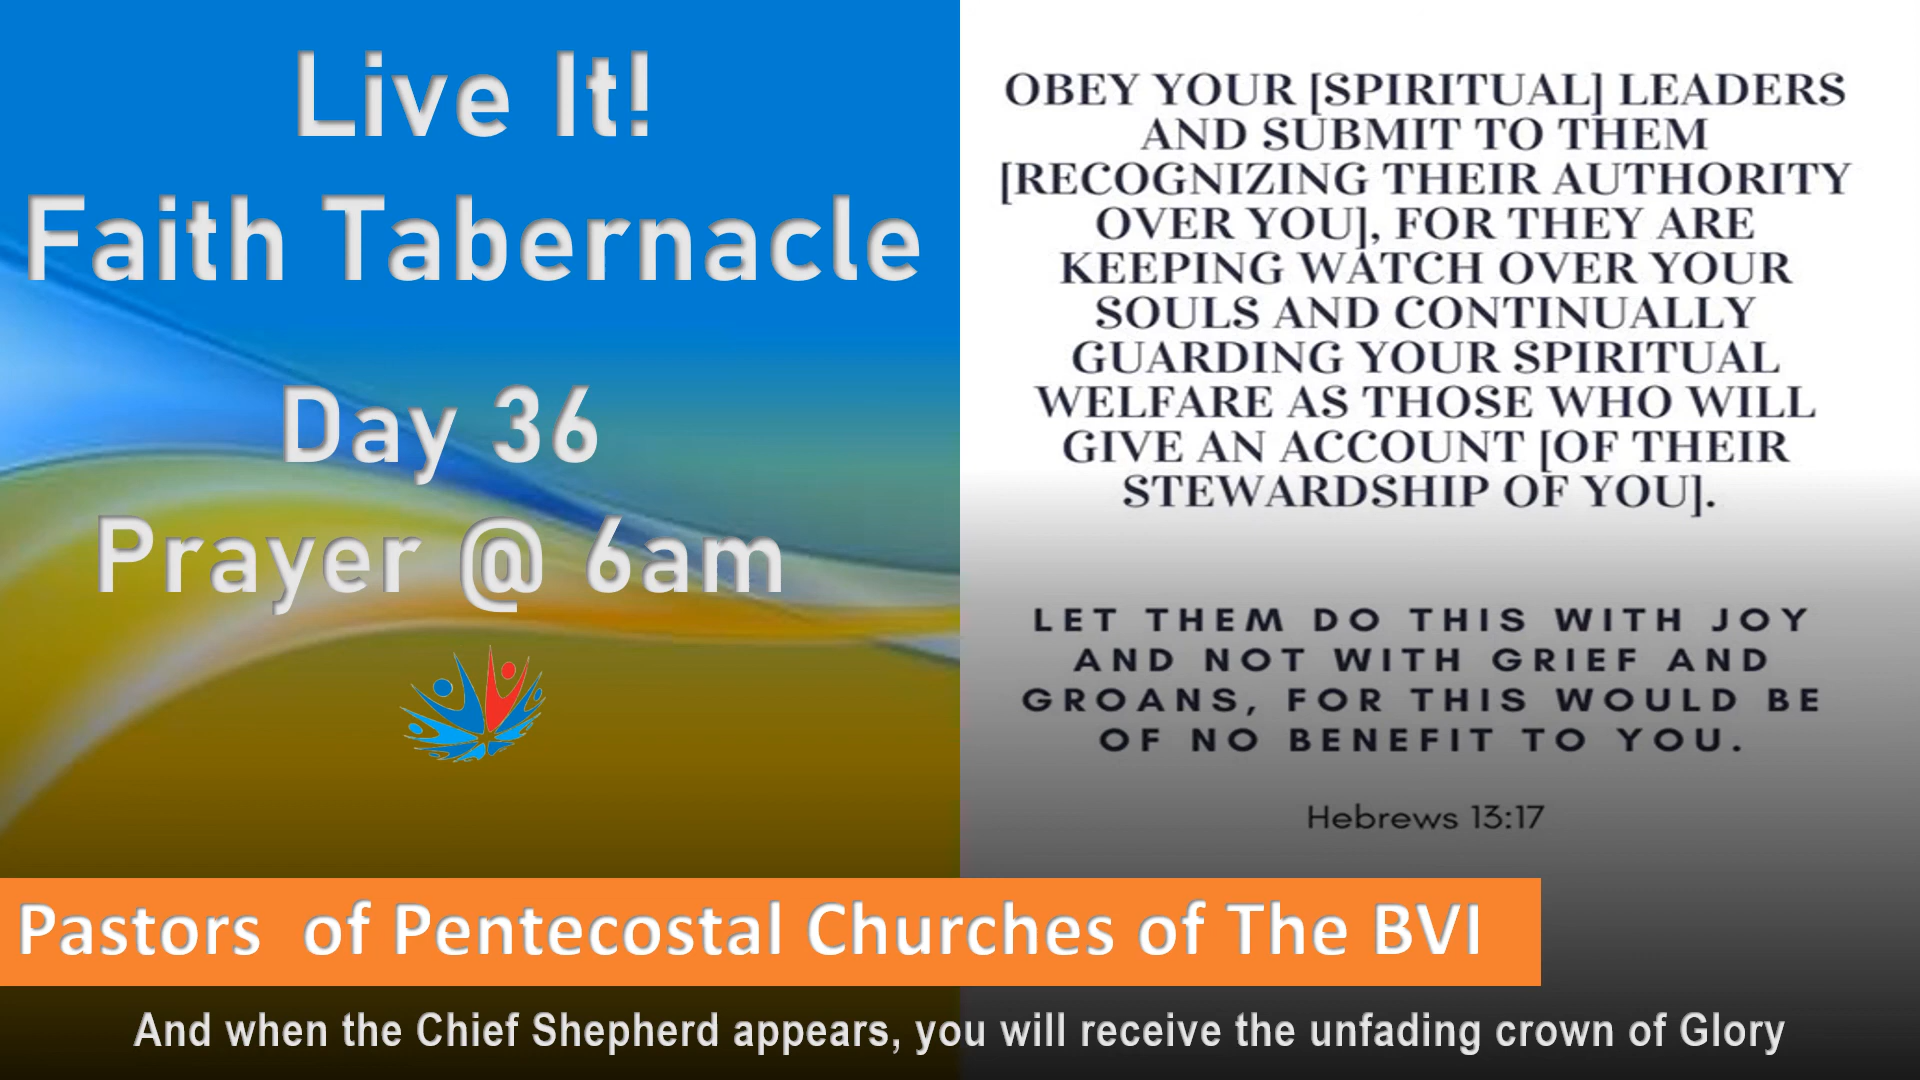 Live It!
Faith Tabernacle
Day 36
Prayer @ 6am
OBEY YOUR [SPIRITUAL] LEADERS
AND SUBMIT TO THEM
[RECOGNIZING THEIR AUTHORITY
OVER YOU], FOR THEY ARE
KEEPING WATCH OVER YOUR
SOULS AND CONTINUALLY
GUARDING YOUR SPIRITUAL
WELFARE AS THOSE WHO WILL
GIVE AN ACCOUNT [OF THEIR
STEWARDSHIP OF YOU].
LET THEM DO THIS WITH JOY
AND NOT WITH GRIEF AND
GROANS, FOR THIS WOULD BE
OF NO BENEFIT TO YOU.
Hebrews 13:17
Pastors of Pentecostal Churches of The BVI
And when the Chief Shepherd appears, you will receive the unfading crown of Glory